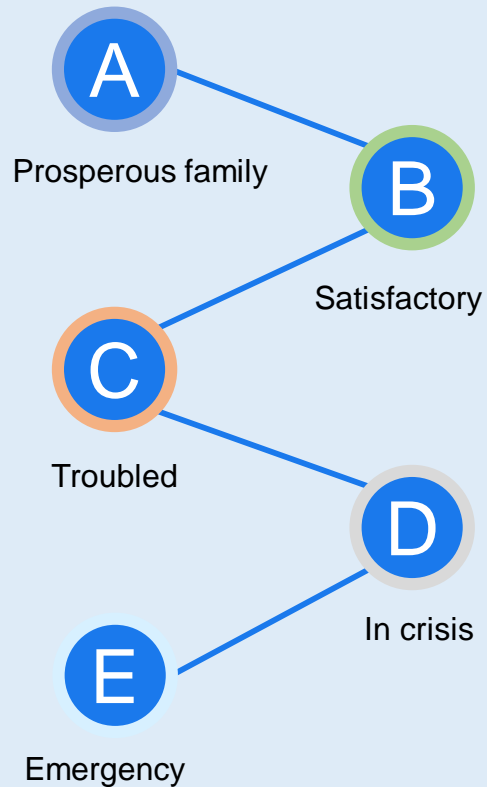 A
Prosperous family
B
Satisfactory
C
Troubled
D
In crisis
E
Emergency